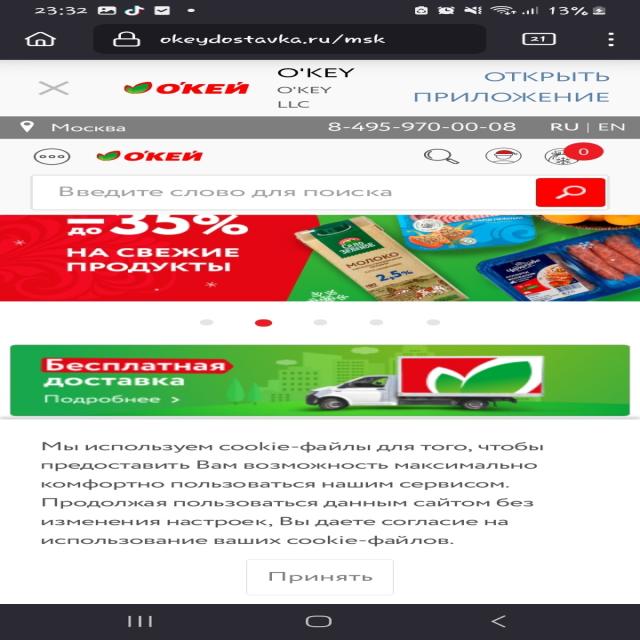 23:32
13%
okeydostavka.ru/msk
21
О'КЕЙ
O'KEY
O'KEY
LLC
ОТКРЫТЬ
ПРИЛОЖЕНИЕ
Москва
8-495-970-00-08
RU | EN
О'КЕЙ
0
Введите слово для поиска
до 35%
НА СВЕЖИЕ
ПРОДУКТЫ
Село
зеленое
МОЛОКО
2,5%
Бесплатная
доставка
Подробнее >
Мы используем cookie-файлы для того, чтобы
предоставить Вам возможность максимально
комфортно пользоваться нашим сервисом.
Продолжая пользоваться данным сайтом без
изменения настроек, Вы даете согласие на
использование ваших cookie-файлов.
Принять